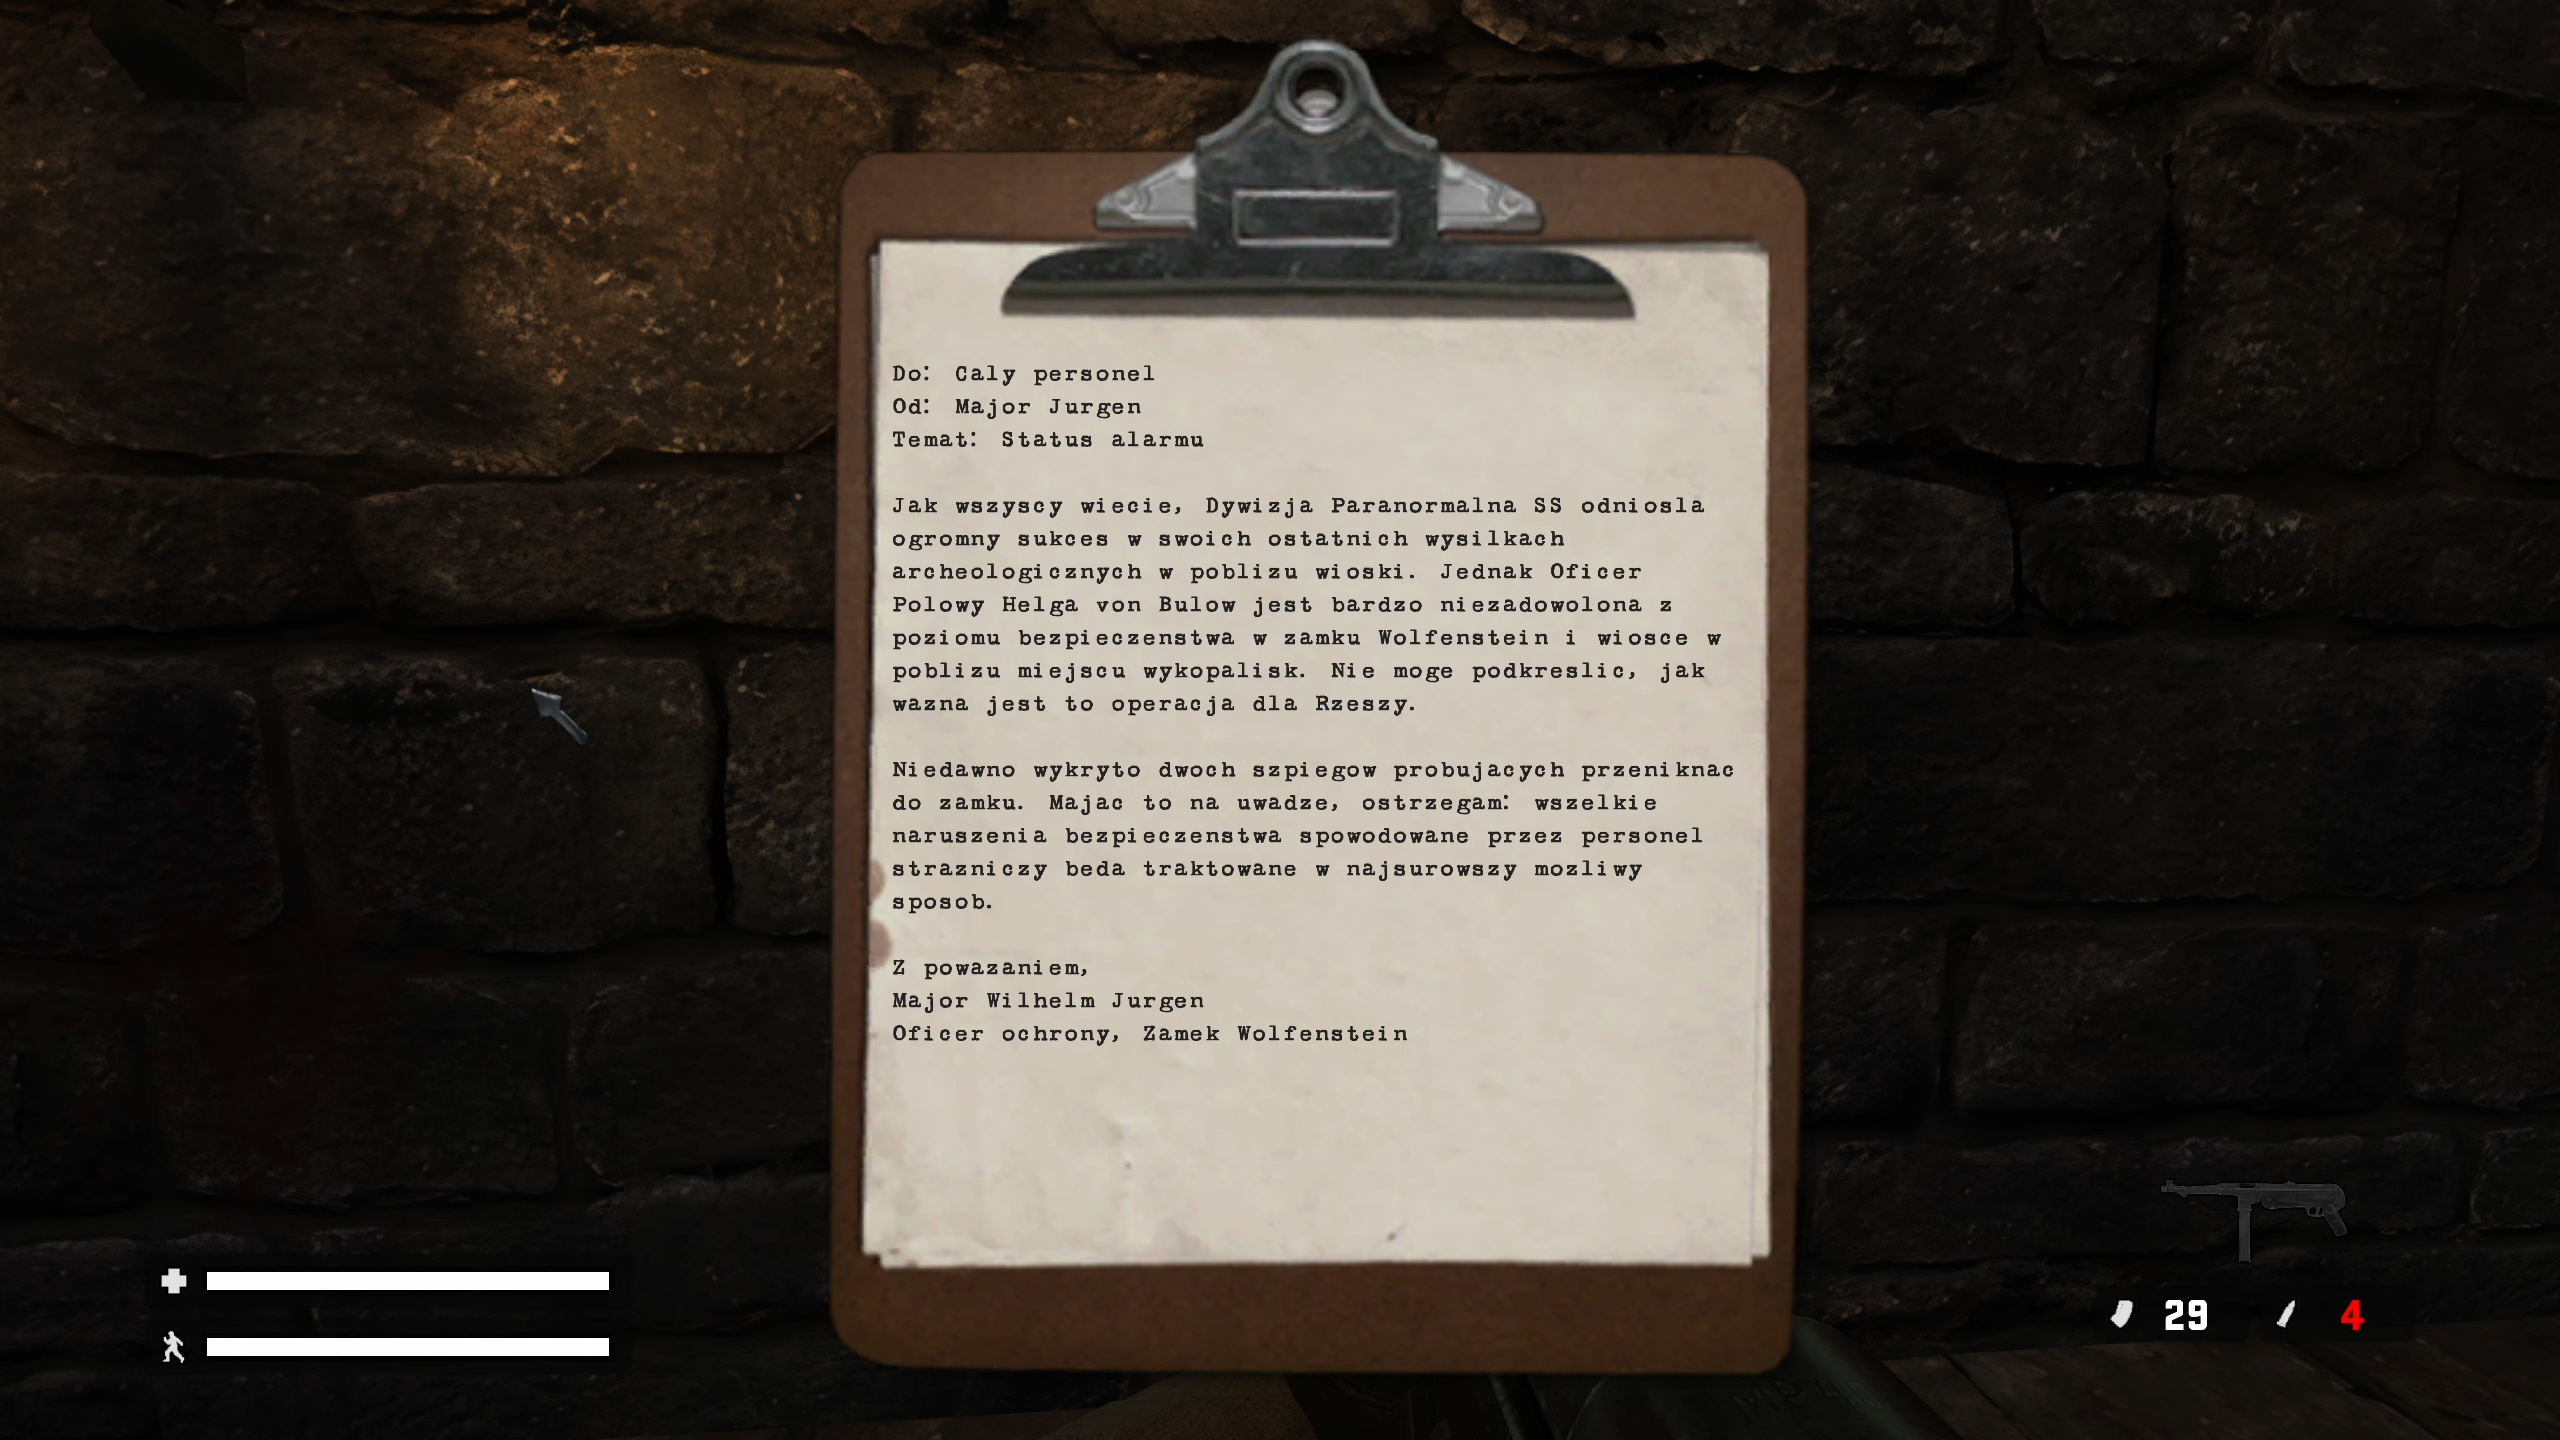 Do: Caly personel
Od: Major Jurgen
Temat: Status alarmu
Jak wszyscy wiecie, Dywizja Paranormalna SS odniosla
ogromny sukces w swoich ostatnich wysilkach
archeologicznych w poblizu wioski. Jednak Oficer
Polowy Helga von Bulow jest bardzo niezadowolona z
poziomu bezpieczenstwa w zamku Wolfenstein i wiosce w
poblizu miejscu wykopalisk. Nie moge podkreslic, jak
wazna jest to operacja dla Rzeszy.
Niedawno wykryto dwoch szpiegow probujacych przeniknac
do zamku. Majac to na uwadze, ostrzegam: wszelkie
naruszenia bezpieczenstwa spowodowane przez personel
strazniczy beda traktowane w najsurowszy mozliwy
sposob.
Z powazaniem,
Major Wilhelm Jurgen
Oficer ochrony, Zamek Wolfenstein
29 4
MP 40